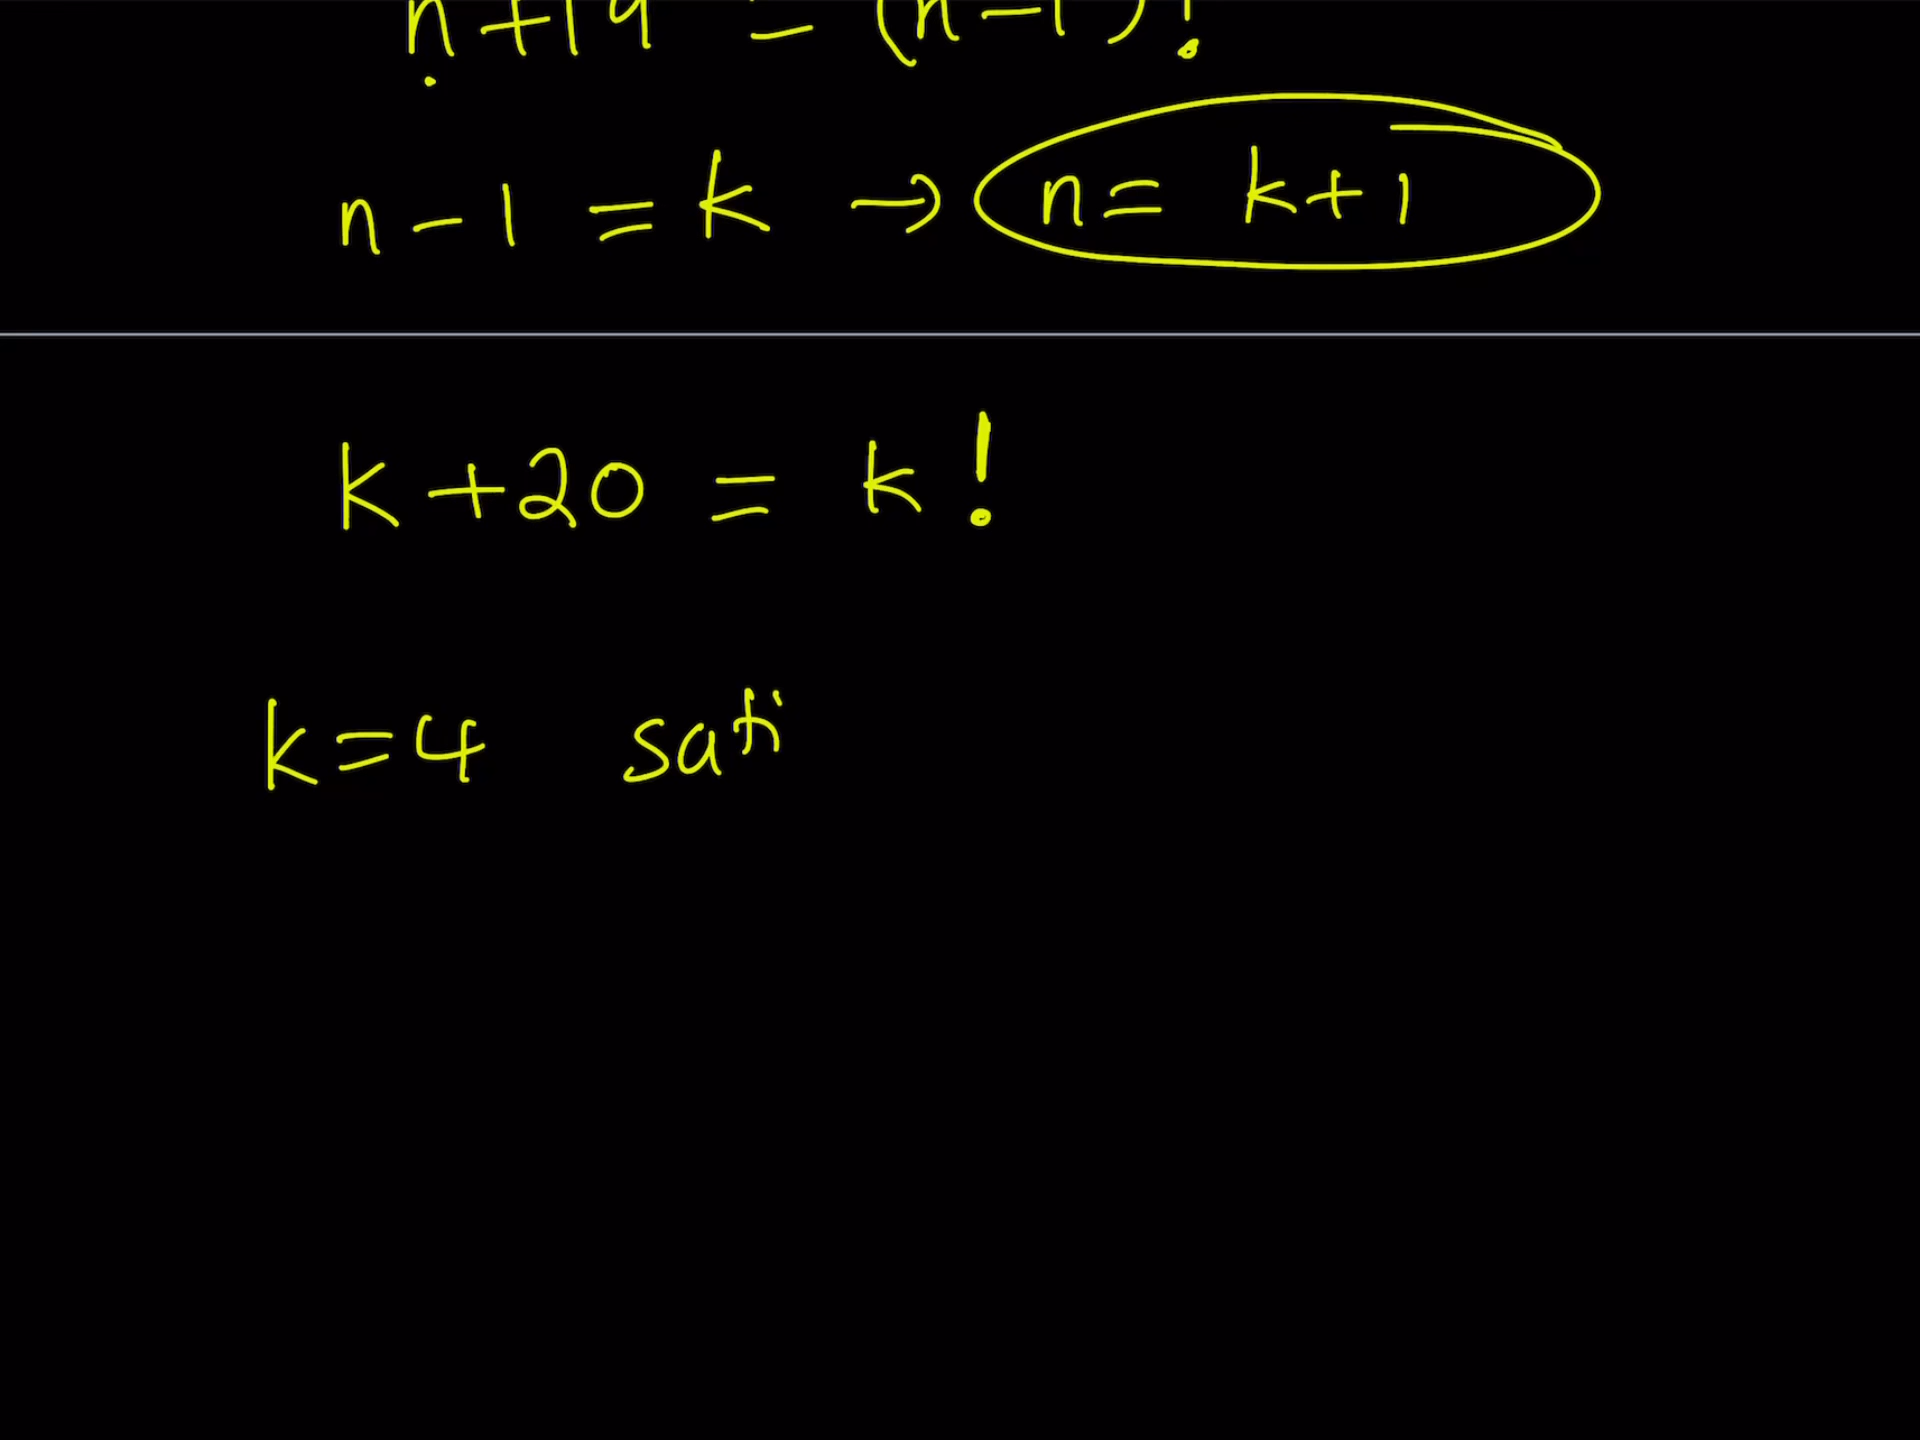 n+19 = (n-1)!
n-1 = k → n = k+1
k+20 = k!
k=4 sati